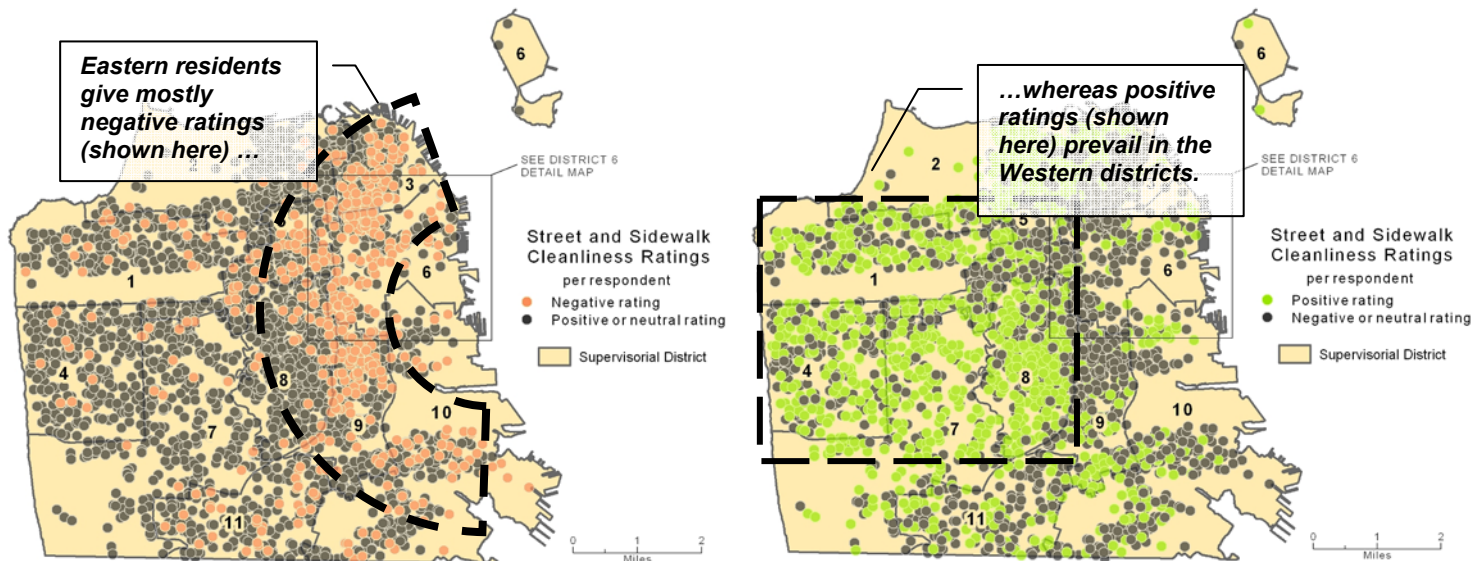 Eastern residents
give mostly
negative ratings
(shown here) …
6
SEE DISTRICT 6
DETAIL MAP
3
6
1
4
8
7
9
10
11
Street and Sidewalk
Cleanliness Ratings
per respondent
Negative rating
Positive or neutral rating
Supervisorial District
0 1 2
Miles
…whereas positive
ratings (shown
here) prevail in the
Western districts.
6
2
SEE DISTRICT 6
DETAIL MAP
5
6
1
4
8
7
9
10
11
Street and Sidewalk
Cleanliness Ratings
per respondent
Positive rating
Negative or neutral rating
Supervisorial District
0 1 2
Miles